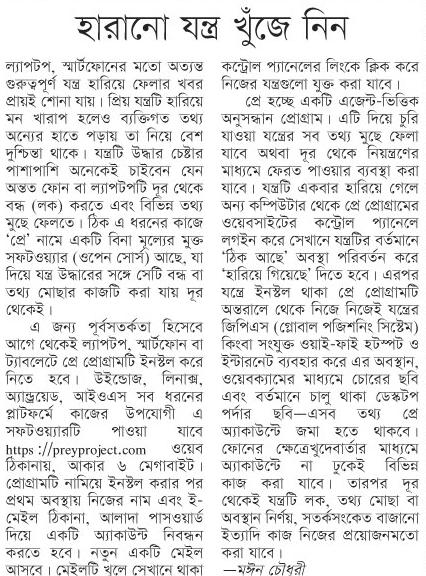 হারানো যন্ত্র খুঁজে নিন
ল্যাপটপ, স্মার্টফোনের মতো অত্যন্ত
গুরুত্বপূর্ণ যন্ত্র হারিয়ে ফেলার খবর
প্রায়ই শোনা যায়। প্রিয় যন্ত্রটি হারিয়ে
মন খারাপ হলেও ব্যক্তিগত তথ্য
অন্যের হাতে পড়ায় তা নিয়ে বেশ
দুশ্চিন্তা থাকে। যন্ত্রটি উদ্ধার চেষ্টার
পাশাপাশি অনেকেই চাইবেন যেন
অন্তত ফোন বা ল্যাপটপটি দূর থেকে
বন্ধ (লক) করতে এবং বিভিন্ন তথ্য
মুছে ফেলতে। ঠিক এ ধরনের কাজে
‘প্রে’ নামে একটি বিনা মূল্যের মুক্ত
সফটওয়্যার (ওপেন সোর্স) আছে, যা
দিয়ে যন্ত্র উদ্ধারের সঙ্গে সেটি বন্ধ বা
তথ্য মোছার কাজটি করা যায় দূর
থেকেই।
এ জন্য পূর্বসতর্কতা হিসেবে
আগে থেকেই ল্যাপটপ, স্মার্টফোন বা
ট্যাবলেটে প্রে প্রোগ্রামটি ইনস্টল করে
নিতে হবে। উইন্ডোজ, লিনাক্স,
অ্যান্ড্রয়েড, আইওএস সব ধরনের
প্লাটফর্মে কাজের উপযোগী এ
সফটওয়্যারটি পাওয়া যাবে
https://preyproject.com ওয়েব
ঠিকানায়, আকার ৬ মেগাবাইট।
প্রোগ্রামটি নামিয়ে ইনস্টল করার পর
প্রথম অবস্থায় নিজের নাম এবং ই-
মেইল ঠিকানা, আলাদা পাসওয়ার্ড
দিয়ে একটি অ্যাকাউন্ট নিবন্ধন
করতে হবে। নতুন একটি মেইল
আসবে। মেইলটি খুলে সেখানে থাকা
কন্ট্রোল প্যানেলের লিংকে ক্লিক করে
নিজের যন্ত্রগুলো যুক্ত করা যাবে।
প্রে হচ্ছে একটি এজেন্ট-ভিত্তিক
অনুসন্ধান প্রোগ্রাম। এটি দিয়ে চুরি
যাওয়া যন্ত্রের সব তথ্য মুছে ফেলা
যাবে অথবা দূর থেকে নিয়ন্ত্রণের
মাধ্যমে ফেরত পাওয়ার ব্যবস্থা করা
যাবে। যন্ত্রটি একবার হারিয়ে গেলে
অন্য কম্পিউটার থেকে প্রে প্রোগ্রামের
ওয়েবসাইটের কন্ট্রোল প্যানেলে
লগইন করে সেখানে যন্ত্রটির বর্তমানে
‘ঠিক আছে’ অবস্থা পরিবর্তন করে
‘হারিয়ে গিয়েছে’ দিতে হবে। এরপর
যন্ত্রে ইনস্টল থাকা প্রে প্রোগ্রামটি
অন্তরালে থেকে নিজে নিজেই যন্ত্রের
জিপিএস (গ্লোবাল পজিশনিং সিস্টেম)
কিংবা সংযুক্ত ওয়াই-ফাই হটস্পট ও
ইন্টারনেট ব্যবহার করে এর অবস্থান,
ওয়েবক্যামের মাধ্যমে চোরের ছবি
এবং বর্তমানে চালু থাকা ডেস্কটপ
পর্দার ছবি—এসব তথ্য প্রে
অ্যাকাউন্টে জমা হতে থাকবে।
ফোনের ক্ষেত্রেখুদেবার্তার মাধ্যমে
অ্যাকাউন্টে না ঢুকেই বিভিন্ন
কাজ করা যাবে। তারপর দূর
থেকেই যন্ত্রটি লক, তথ্য মোছা বা
অবস্থান নির্ণয়, সতর্কসংকেত বাজানো
ইত্যাদি কাজ নিজের প্রয়োজনমতো
করা যাবে।
—মঈন চৌধুরী